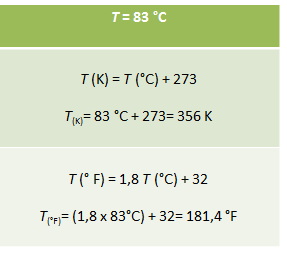 T= 83 °C
T (K) = T (°C) + 273
T(K)= 83 °C + 273= 356 K
T (° F) = 1,8 T (°C) + 32
T(°F)= (1,8 x 83°C) + 32= 181,4 °F